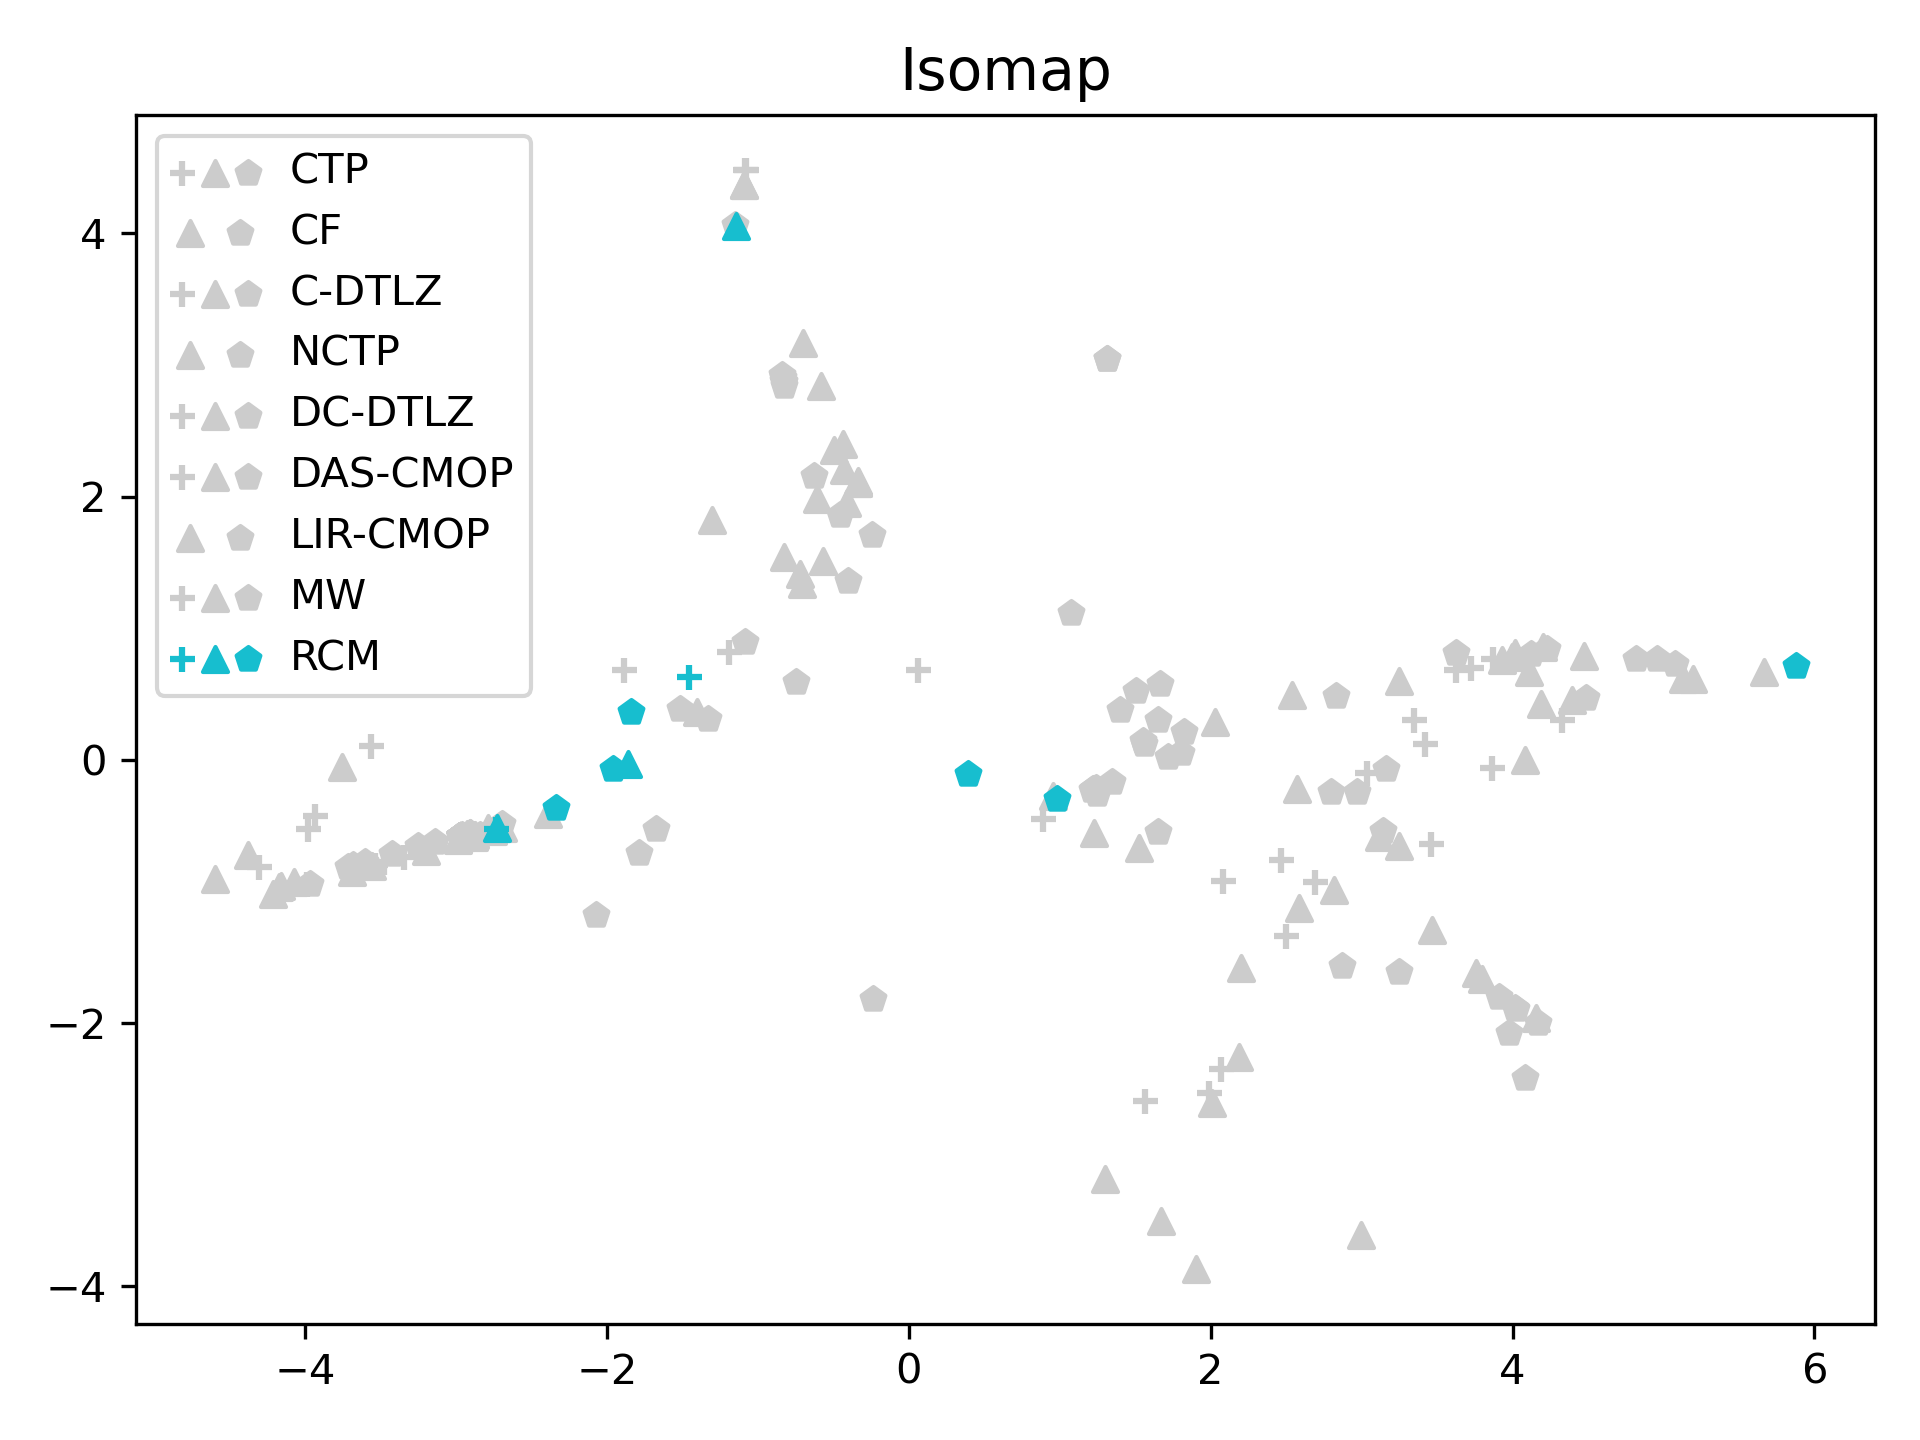 Isomap
CTP
CF
C-DTLZ
NCTP
DC-DTLZ
DAS-CMOP
LIR-CMOP
MW
RCM
4
2
0
−2
−4
−4 −2 0 2 4 6